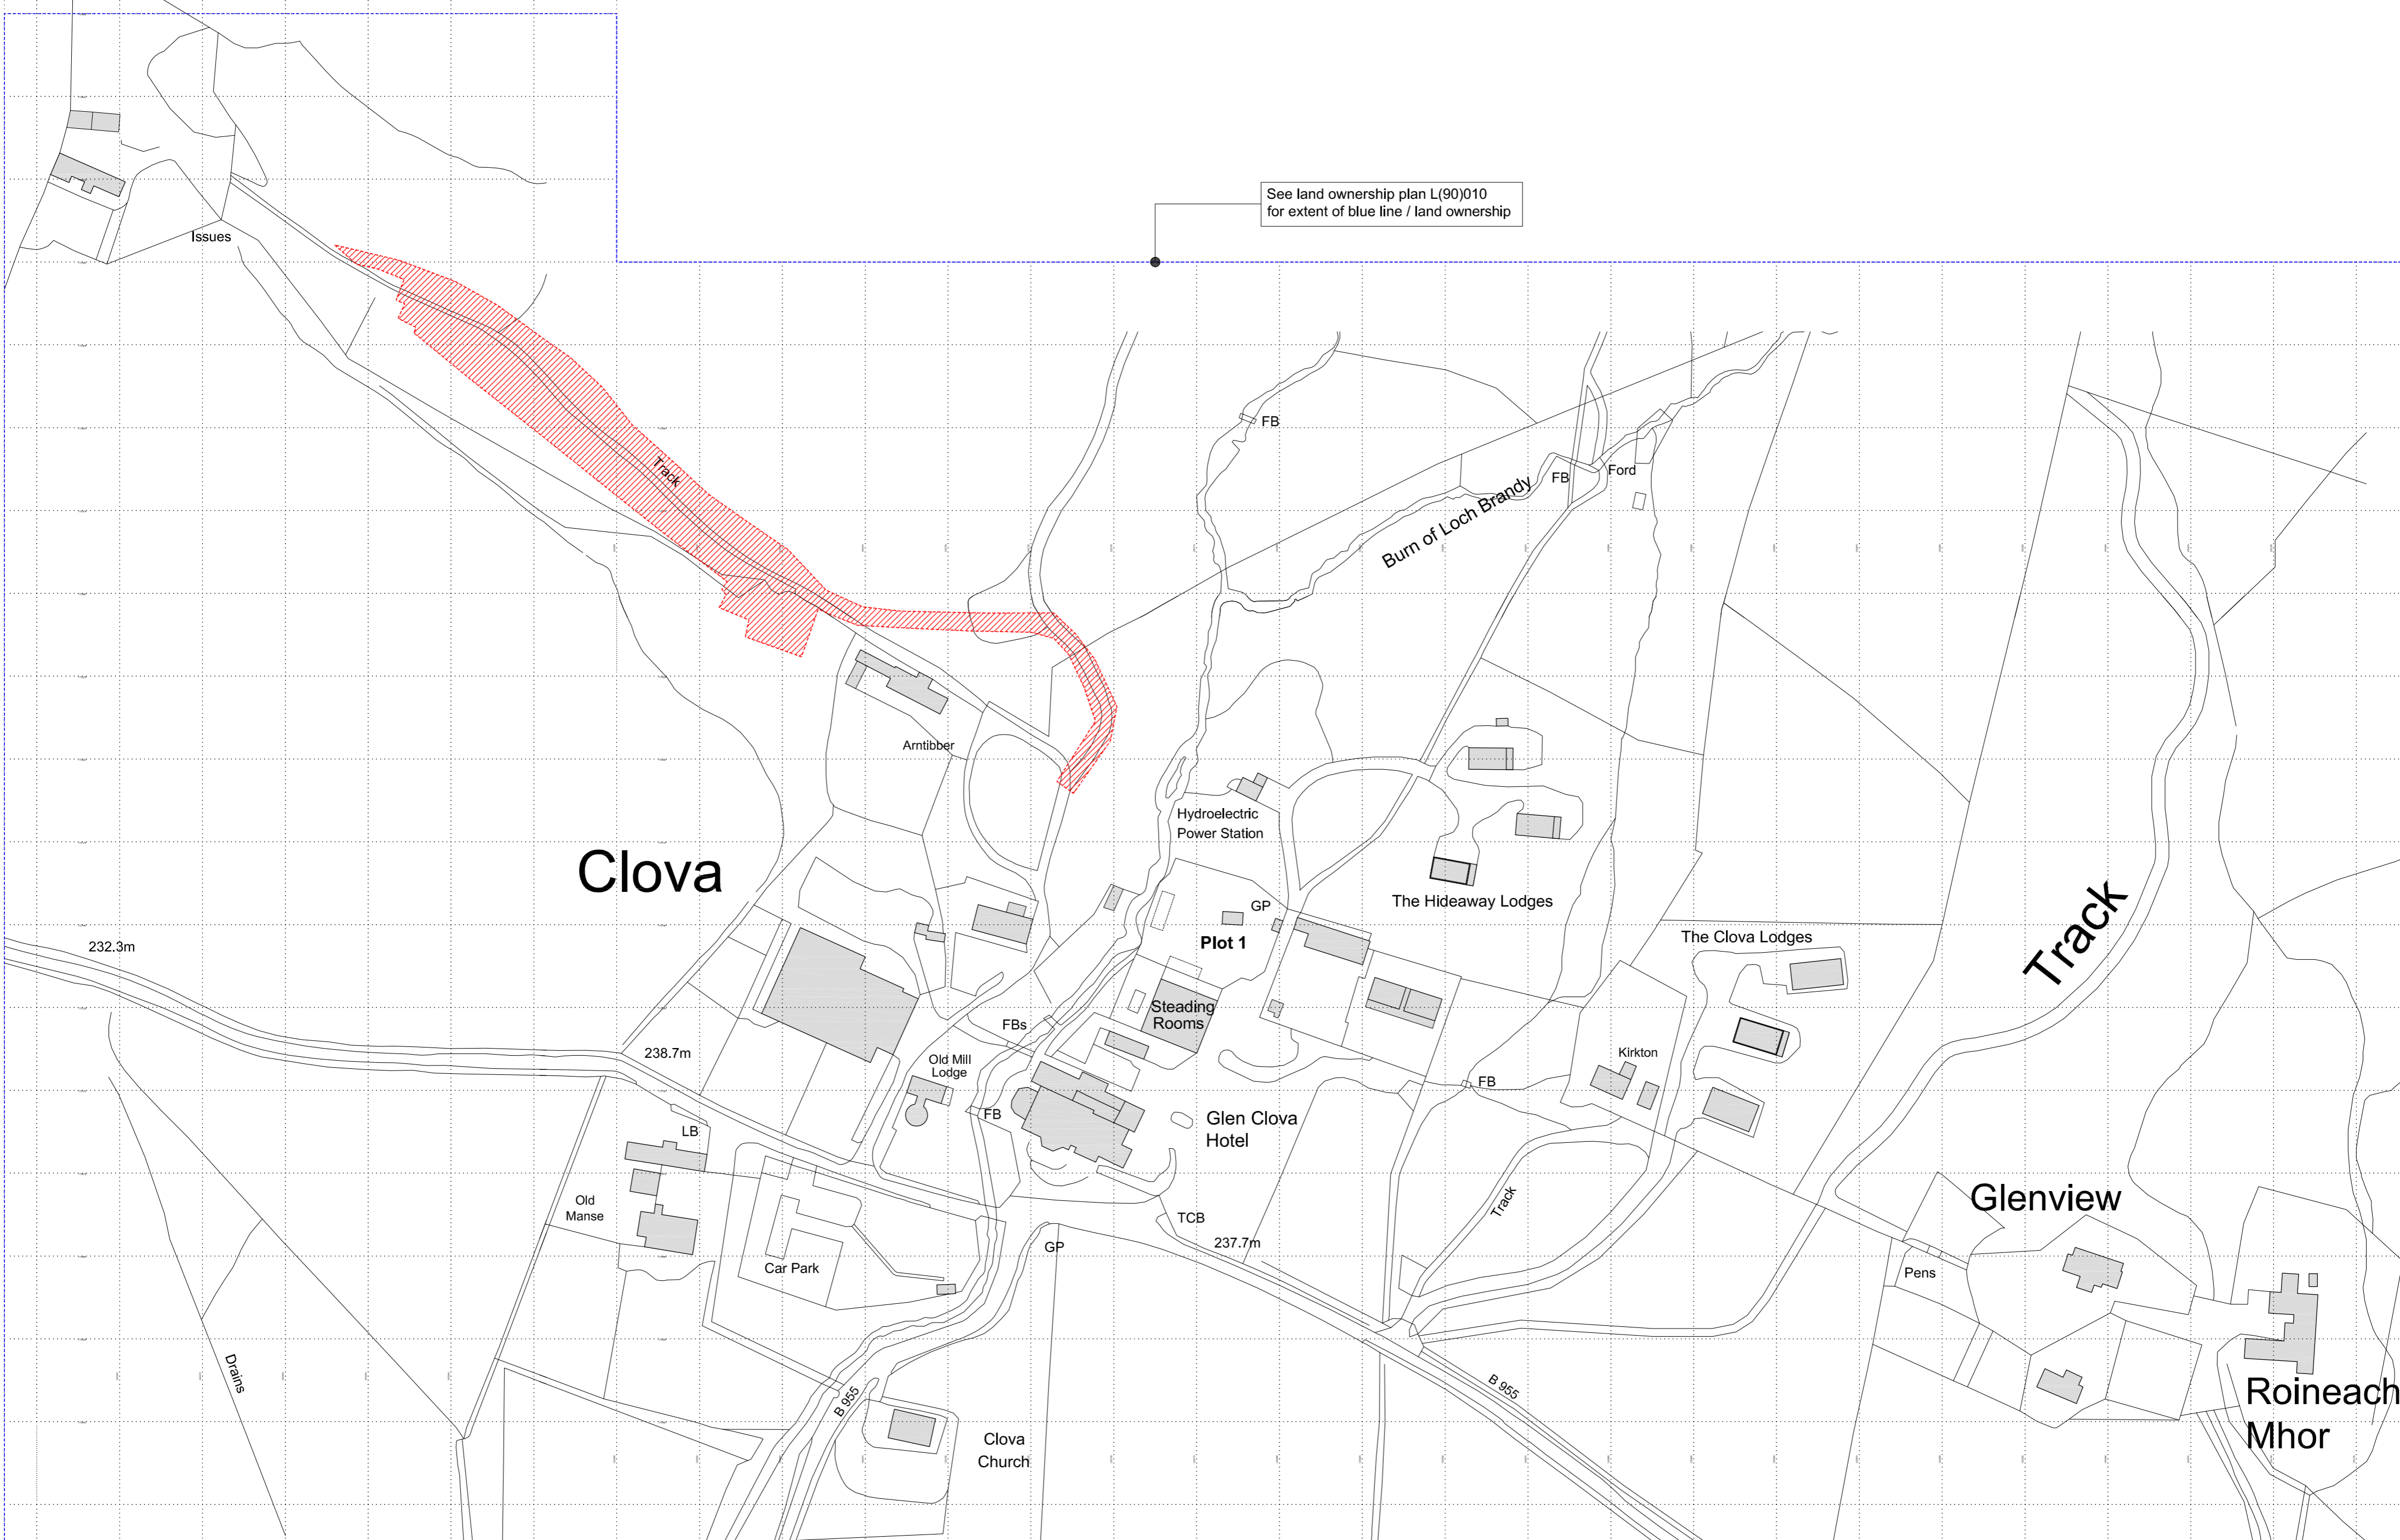 See land ownership plan L(90)010
for extent of blue line / land ownership
Issues
FB
Track
FB
Ford
Burn of Loch Brandy
Arntibber
Hydroelectric
Power Station
Clova
GP
The Hideaway Lodges
Plot 1
The Clova Lodges
Track
232.3m
Steading
Rooms
FBs
238.7m
Old Mill
Lodge
Kirkton
FB
FB
Glen Clova
Hotel
LB
Old
Manse
Track
Glenview
TCB
237.7m
GP
Car Park
Pens
Drains
B 955
B 955
Roineach
Mhor
Clova
Church